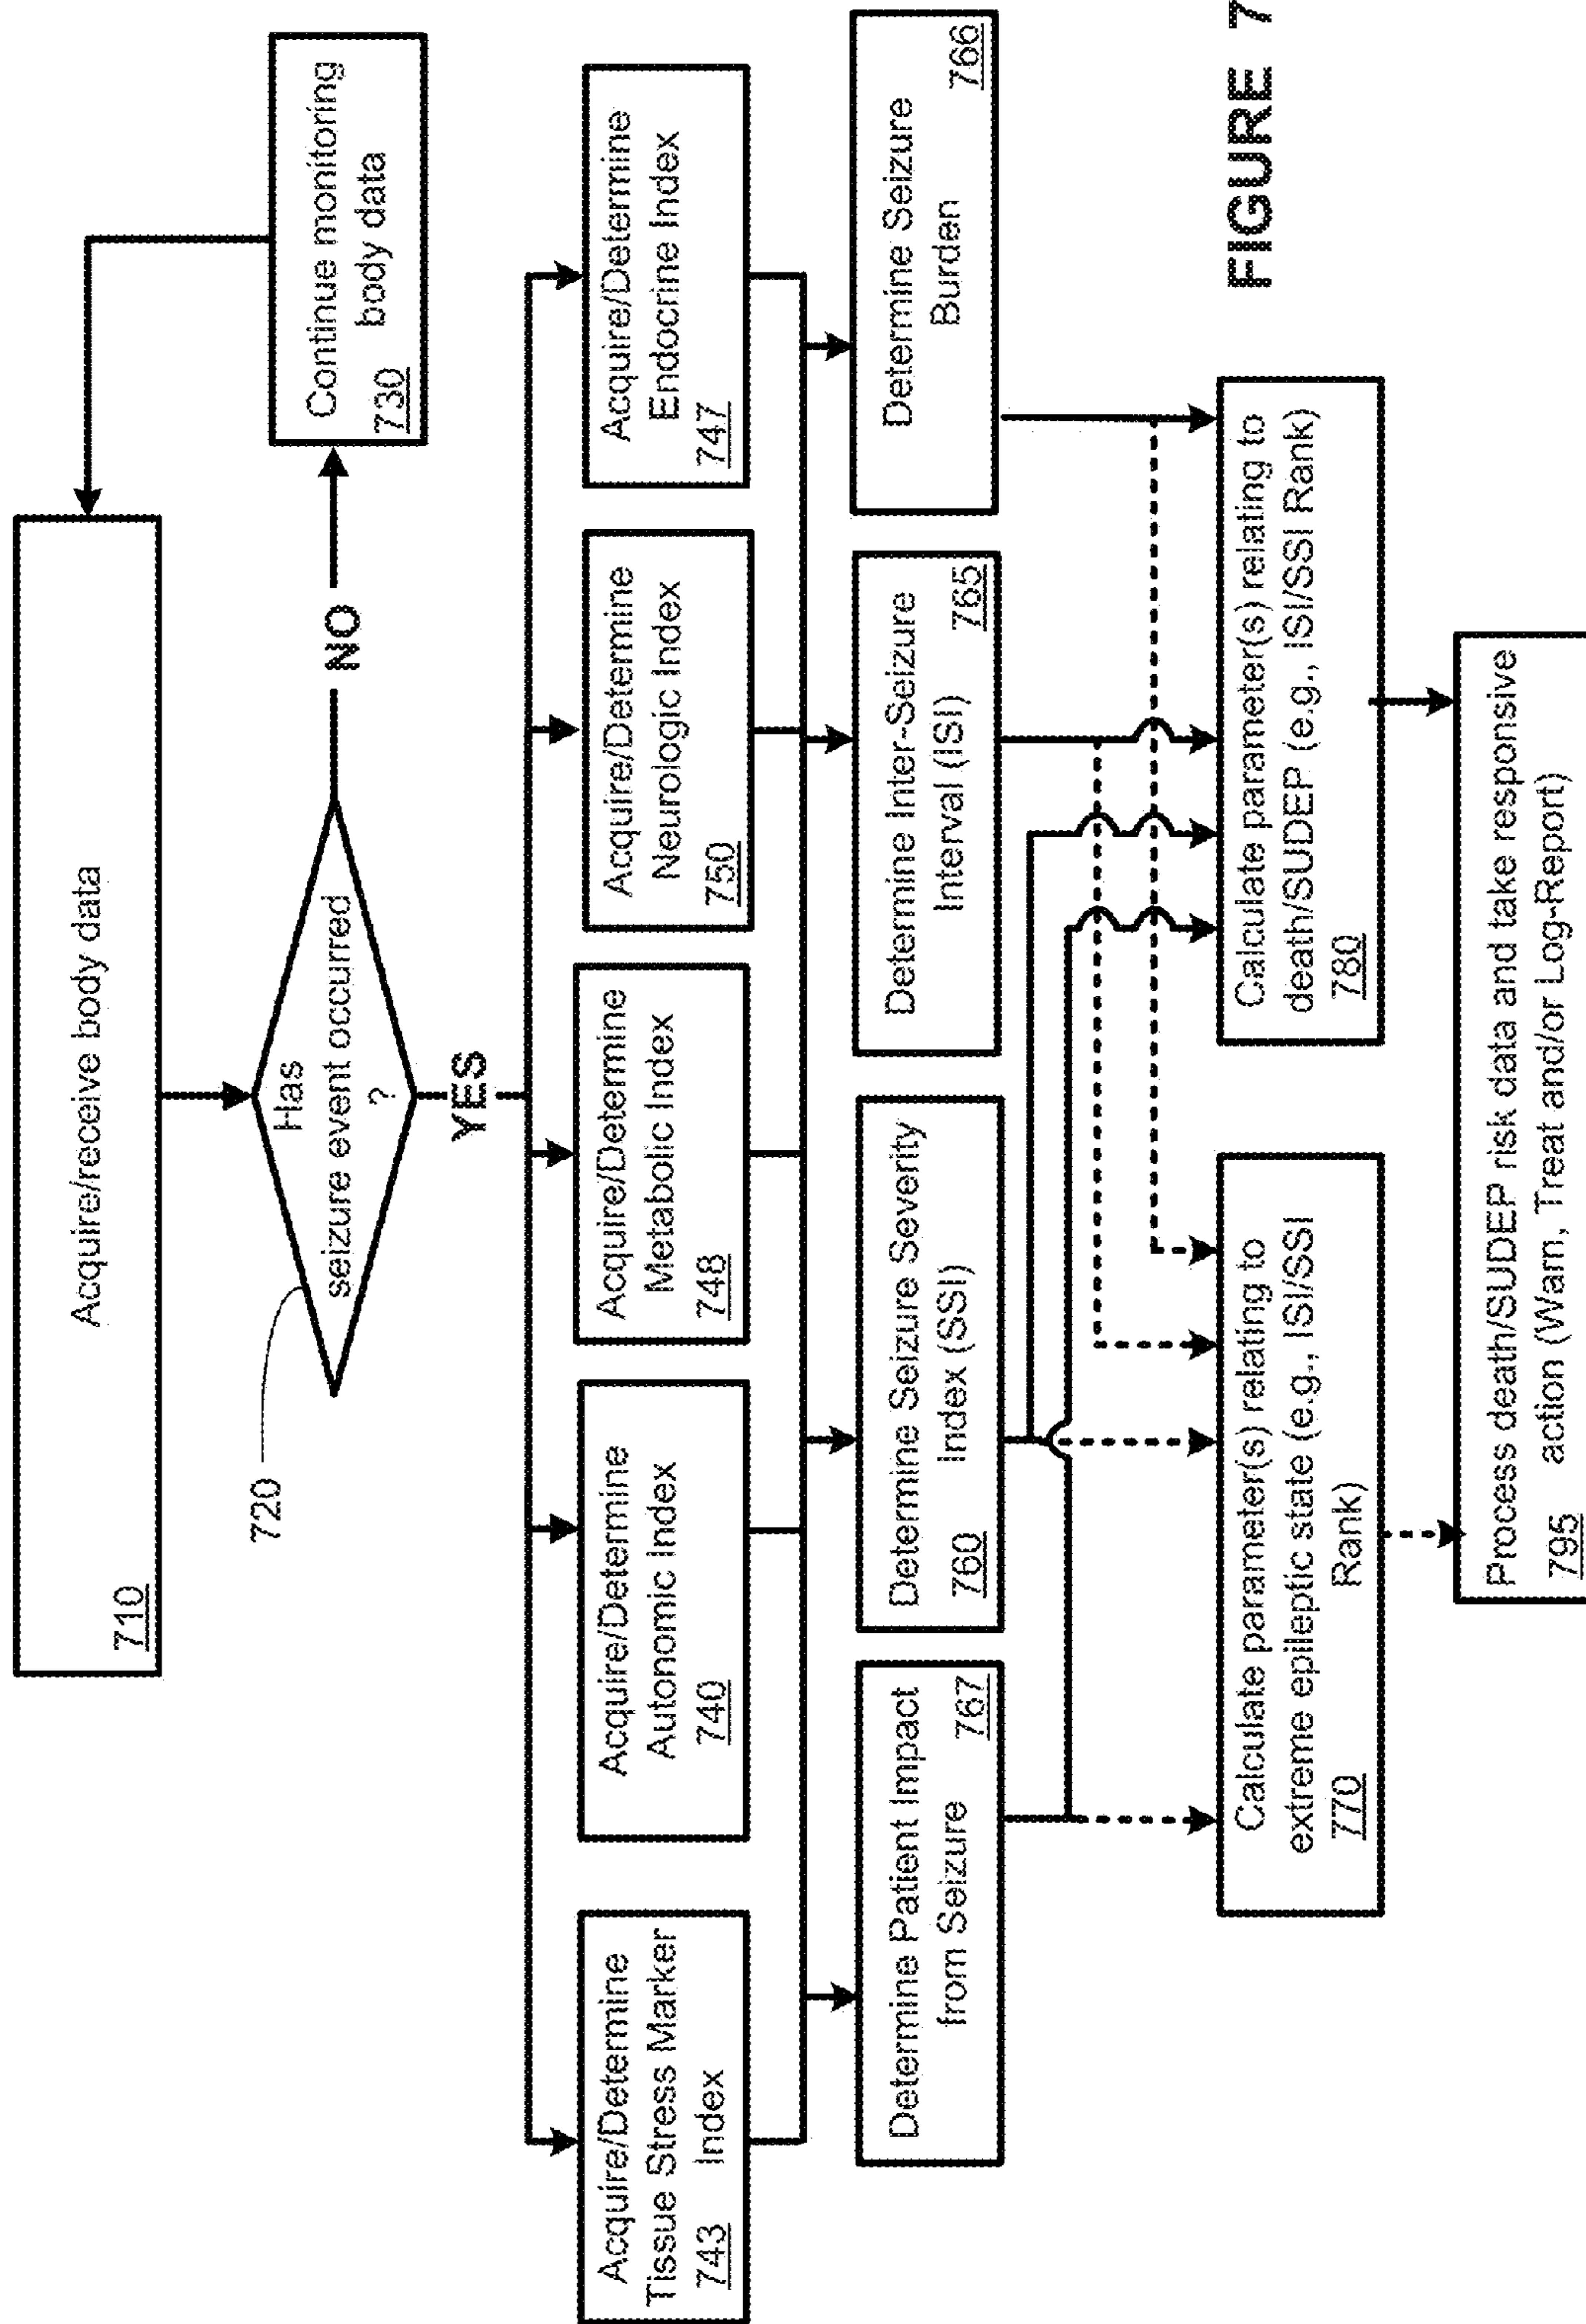 Acquire/receive body data
710
Has
seizure event occurred
?
720
NO
Continue monitoring
body data
730
YES
Acquire/Determine
Tissue Stress Marker
Index
743
Acquire/Determine
Autonomic Index
740
Acquire/Determine
Metabolic Index
748
Acquire/Determine
Neurologic Index
750
Acquire/Determine
Endocrine Index
747
Determine Patient Impact
from Seizure
767
Determine Seizure Severity
Index (SSI)
760
Determine Inter-Seizure
Interval (ISI)
765
Determine Seizure
Burden
766
Calculate parameter(s) relating to
extreme epileptic state (e.g., ISI/SSI
Rank)
770
Calculate parameter(s) relating to
death/SUDEP (e.g., ISI/SSI Rank)
780
Process death/SUDEP risk data and take responsive
action (Warn, Treat and/or Log-Report)
795
FIGURE 7